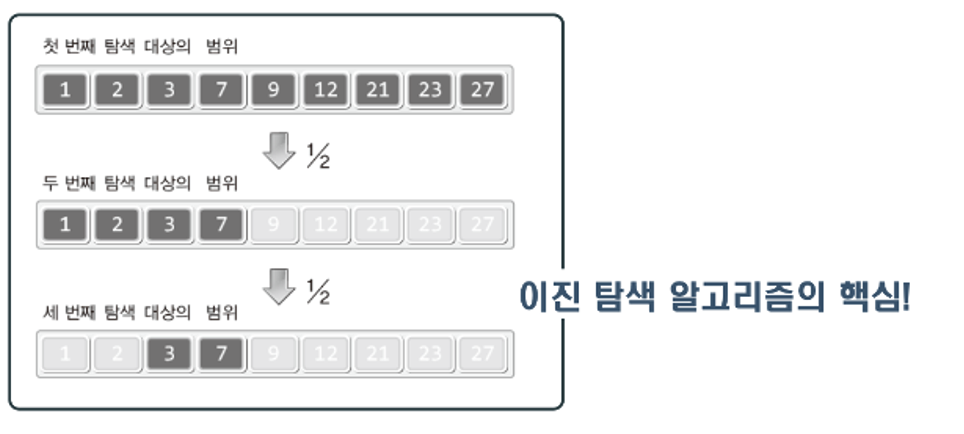 첫 번째 탐색 대상의 범위
1 2 3 7 9 12 21 23 27
1/2
두 번째 탐색 대상의 범위
1 2 3 7 9 12 21 23 27
1/2
이진 탐색 알고리즘의 핵심!
세 번째 탐색 대상의 범위
1 2 3 7 9 12 21 23 27